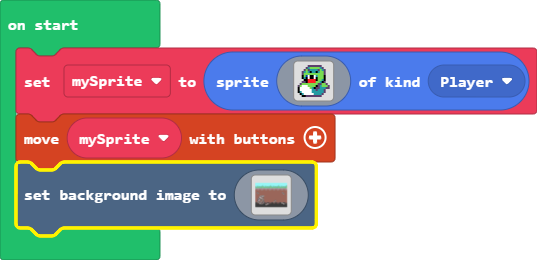 on start
set mySprite to sprite of kind Player
move mySprite with buttons
set background image to